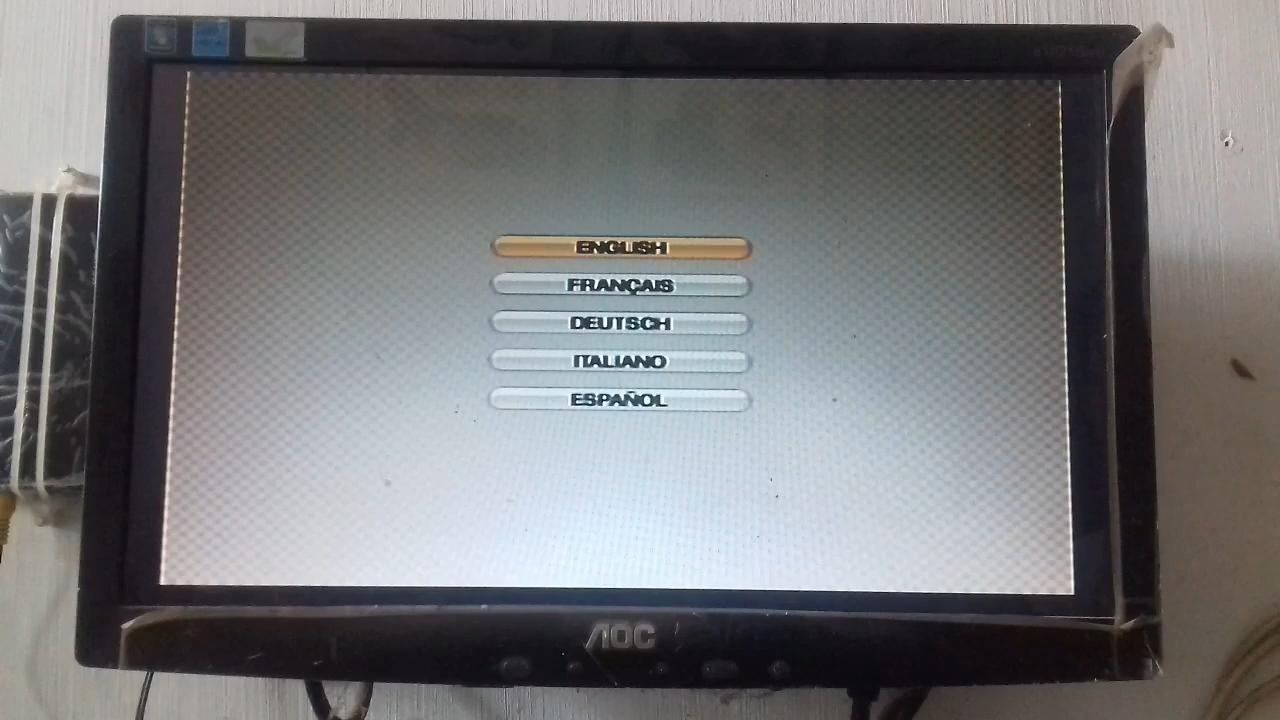 ENGLISH
FRANÇAIS
DEUTSCH
ITALIANO
ESPAÑOL
AOC